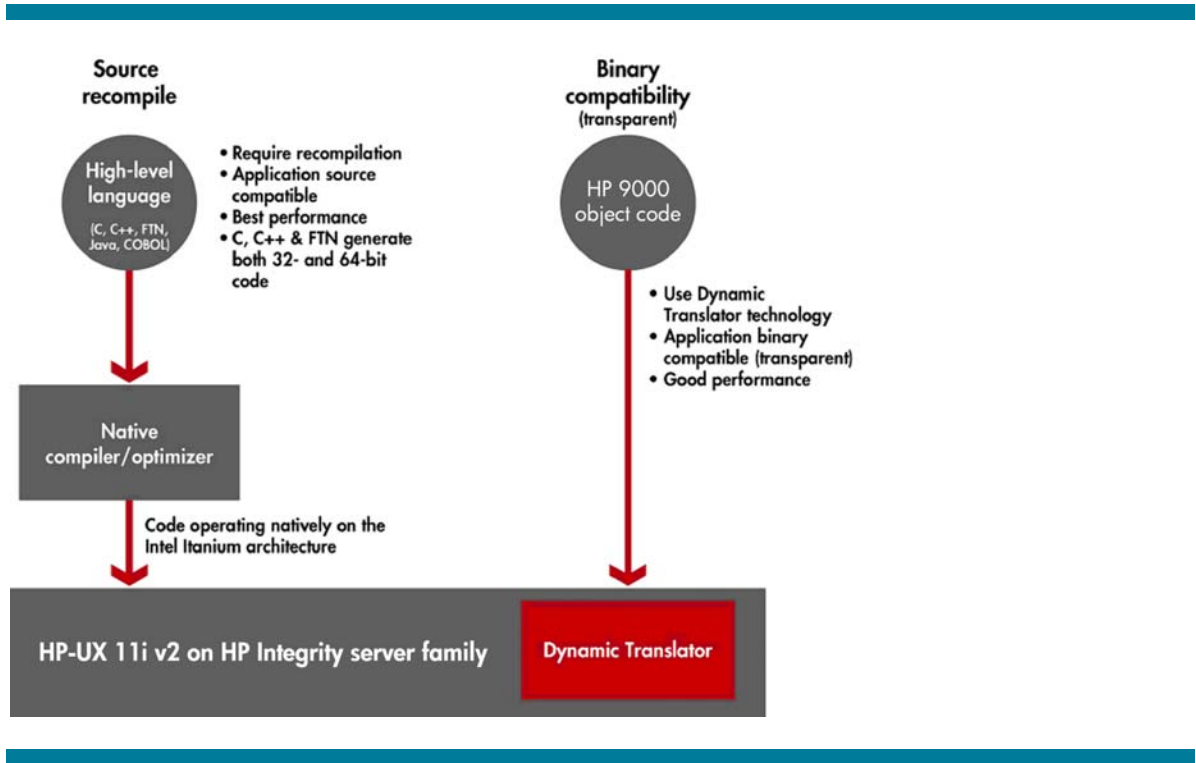 Source
recompile
High-level
language
(C, C++, FTN,
Java, COBOL)
• Require recompilation
• Application source
compatible
• Best performance
• C, C++ & FTN generate
both 32- and 64-bit
code
Native
compiler/optimizer
Code operating natively on the
Intel Itanium architecture
Binary
compatibility
(transparent)
HP 9000
object code
• Use Dynamic
Translator technology
• Application binary
compatible (transparent)
• Good performance
HP-UX 11i v2 on HP Integrity server family
Dynamic Translator